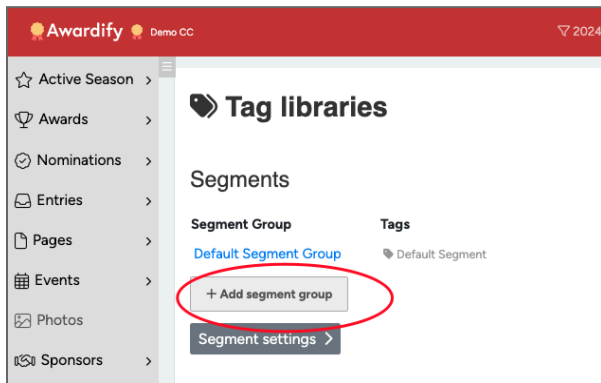 Awardify Demo CC 2024
Active Season
Awards
Nominations
Entries
Pages
Events
Photos
Sponsors
Tag libraries
Segments
Segment Group Tags
Default Segment Group Default Segment
+ Add segment group
Segment settings